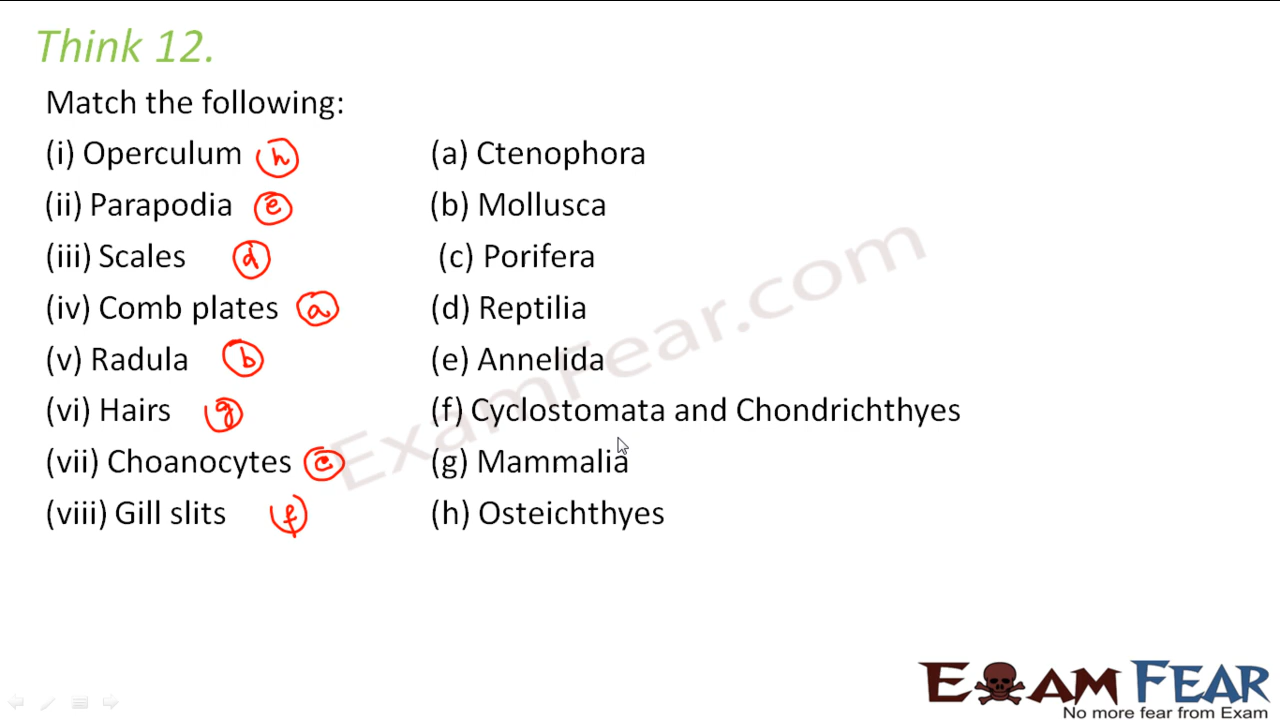 Think 12.
Match the following:
(i) Operculum h (a) Ctenophora
(ii) Parapodia e (b) Mollusca
(iii) Scales d (c) Porifera
(iv) Comb plates a (d) Reptilia
(v) Radula b (e) Annelida
(vi) Hairs g (f) Cyclostomata and Chondrichthyes
(vii) Choanocytes c (g) Mammalia
(viii) Gill slits f (h) Osteichthyes
ExamFear.com
EXAM FEAR
No more fear from Exam